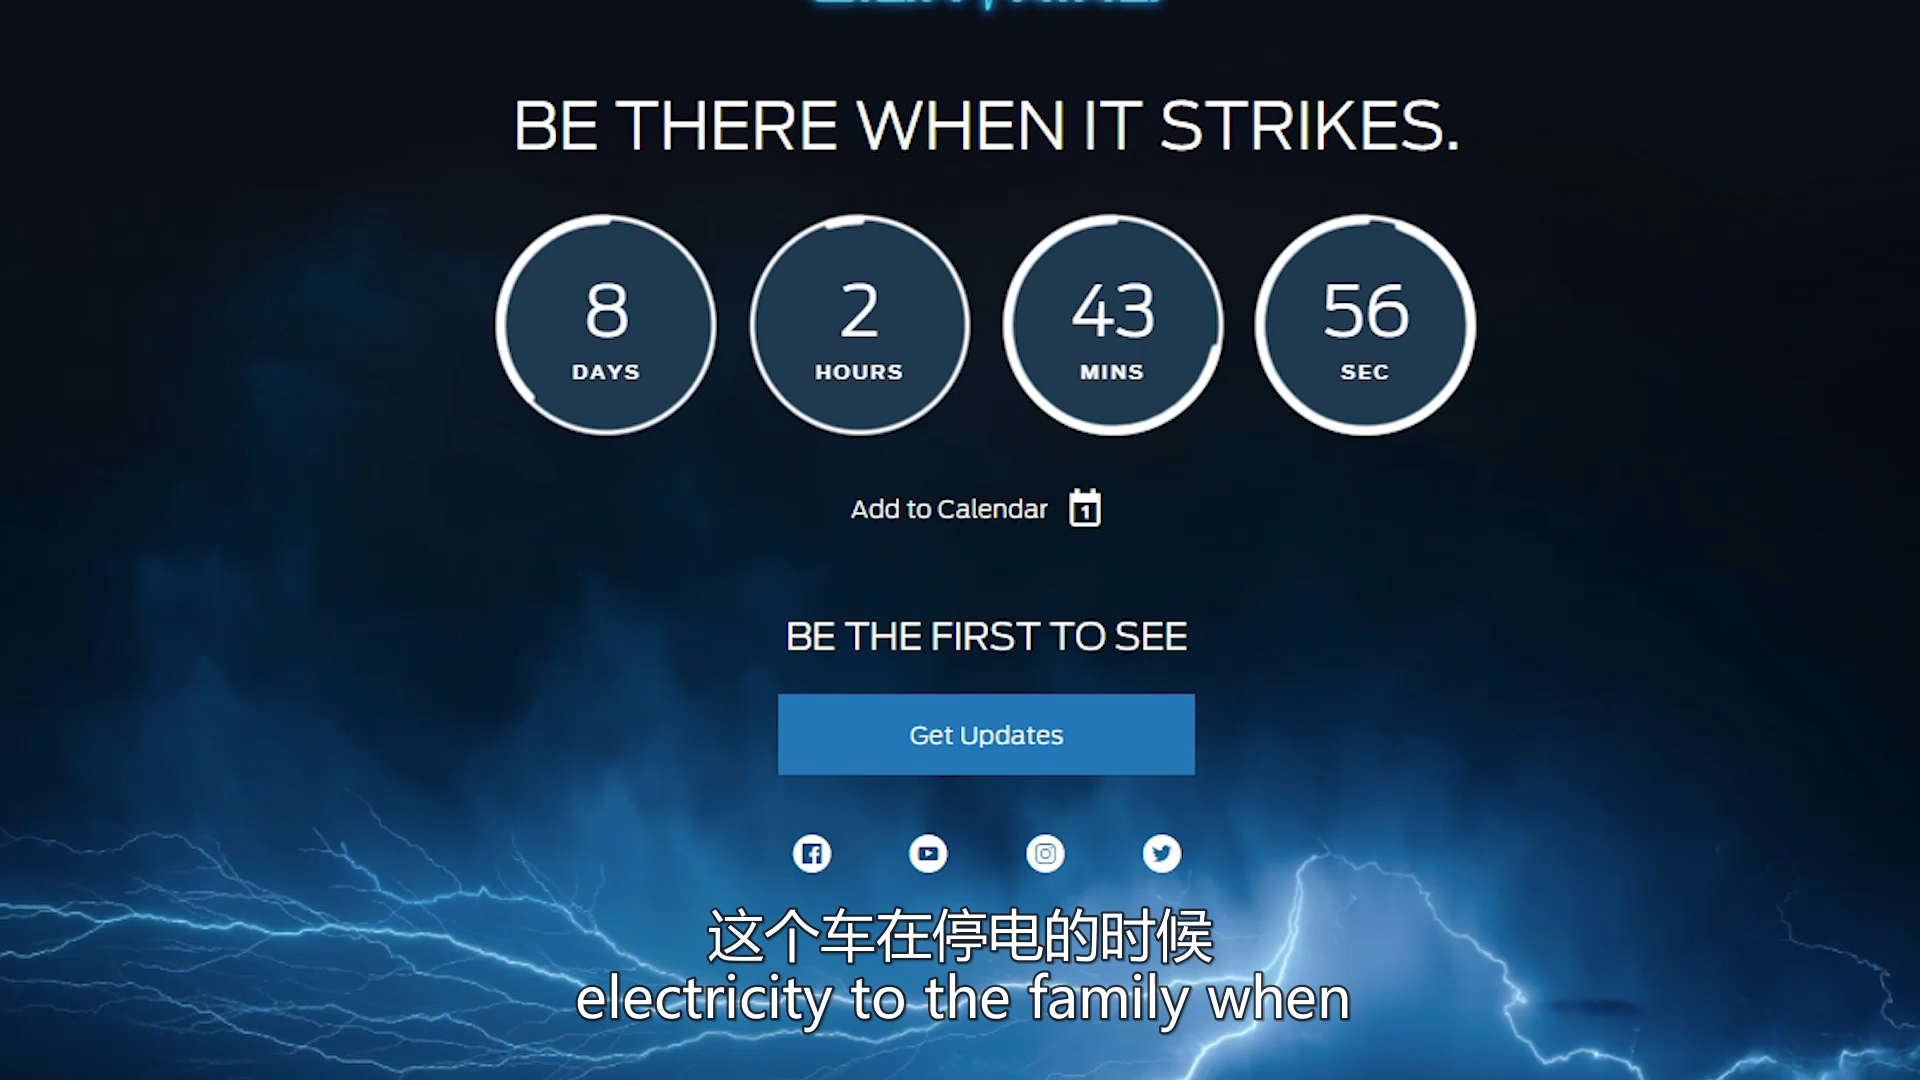 BE THERE WHEN IT STRIKES.
8
DAYS
2
HOURS
43
MINS
56
SEC
Add to Calendar
1
BE THE FIRST TO SEE
Get Updates
这个车在停电的时候
electricity to the family when